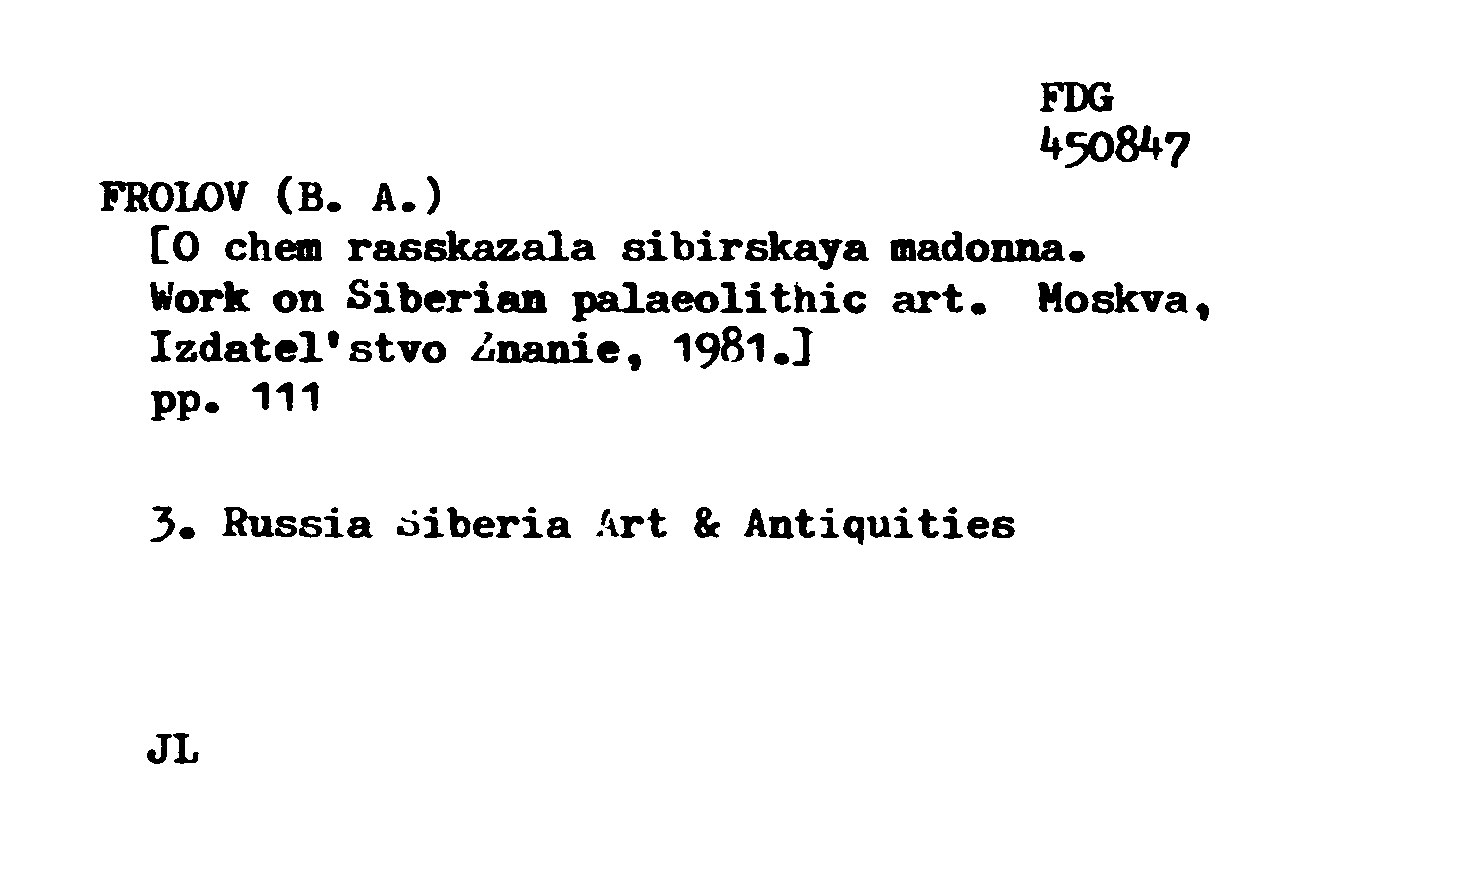 FDG
450847
FROLOV (B. A.)
[O chem rasskazala sibirskaya madonna.
Work on Siberian palaeolithic art. Moskva,
Izdatel'stvo Znanie, 1981.]
pp. 111
3. Russia Siberia Art & Antiquities
JL